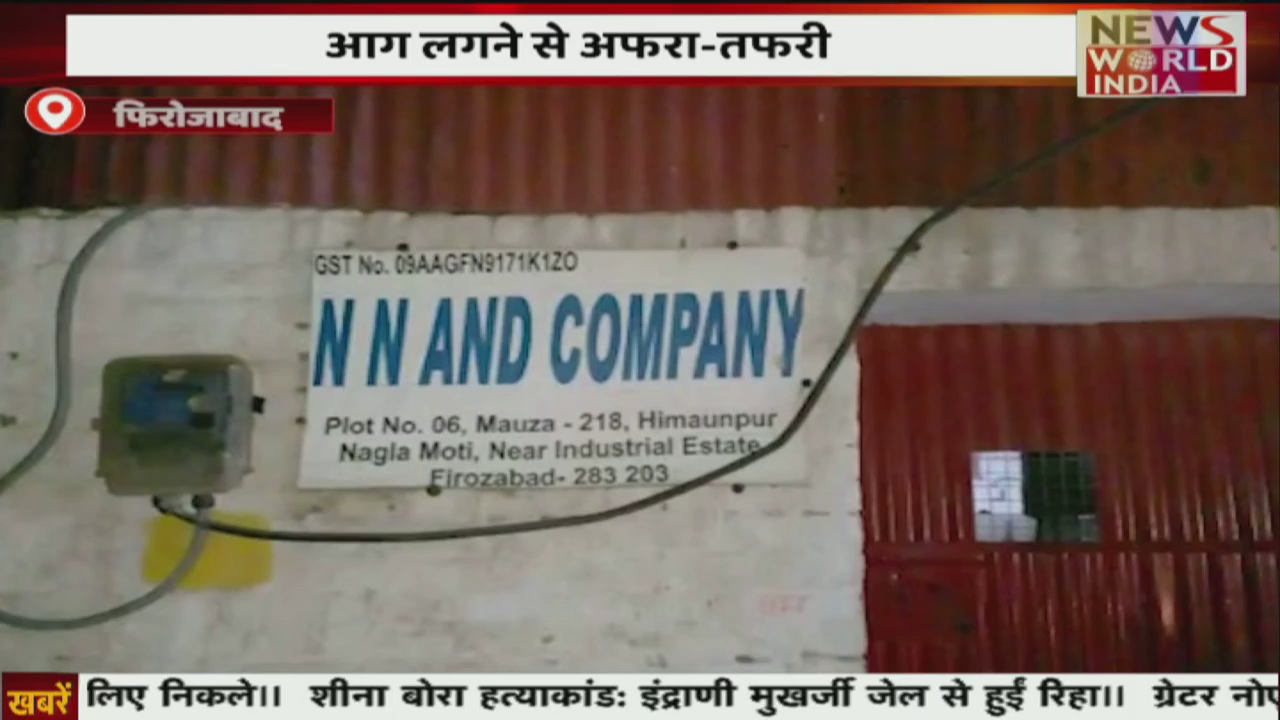 आग लगने से अफरा-तफरी
NEWS
WORLD
INDIA
फिरोजाबाद
GST No. 09AAGFN9171K1ZO
N N AND COMPANY
Plot No. 06, Mauza - 218, Himaunpur
Nagla Moti, Near Industrial Estate
Firozabad- 283 203
खबरें
लिए निकले।। शीना बोरा हत्याकांड: इंद्राणी मुखर्जी जेल से हुईं रिहा।। ग्रेटर